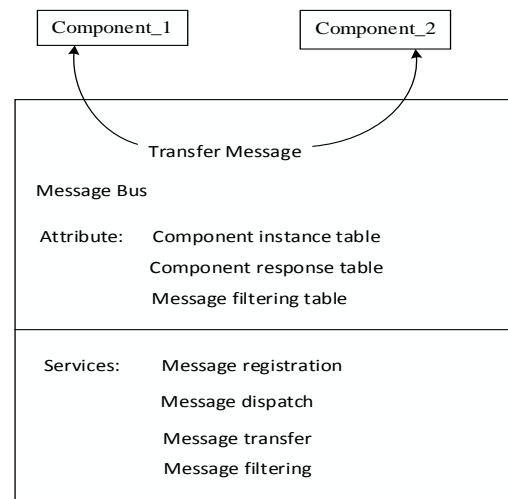 Component_1 Component_2
Transfer Message
Message Bus
Attribute: Component instance table
Component response table
Message filtering table
Services: Message registration
Message dispatch
Message transfer
Message filtering